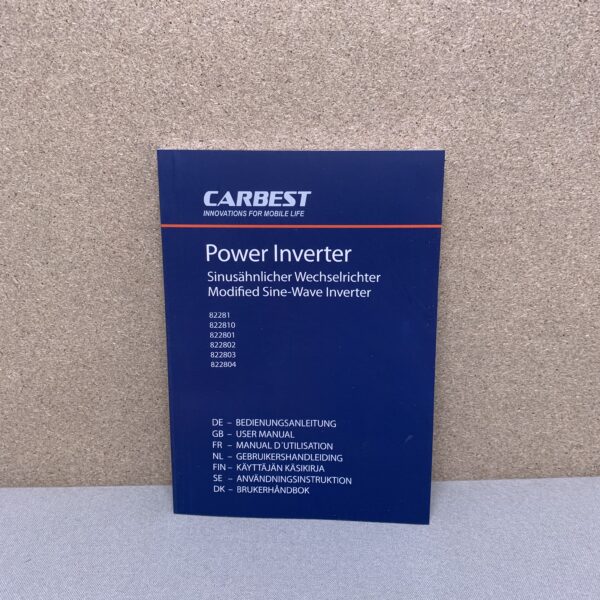 CARBEST
INNOVATIONS FOR MOBILE LIFE
Power Inverter
Sinusähnlicher Wechselrichter
Modified Sine-Wave Inverter
82281
822810
822801
822802
822803
822804
DE – BEDIENUNGSANLEITUNG
GB – USER MANUAL
FR – MANUAL D´UTILISATION
NL – GEBRUIKERSHANDLEIDING
FIN – KÄYTTÄJÄN KÄSIKIRJA
SE – ANVÄNDNINGSINSTRUKTION
DK – BRUKERHÅNDBOK